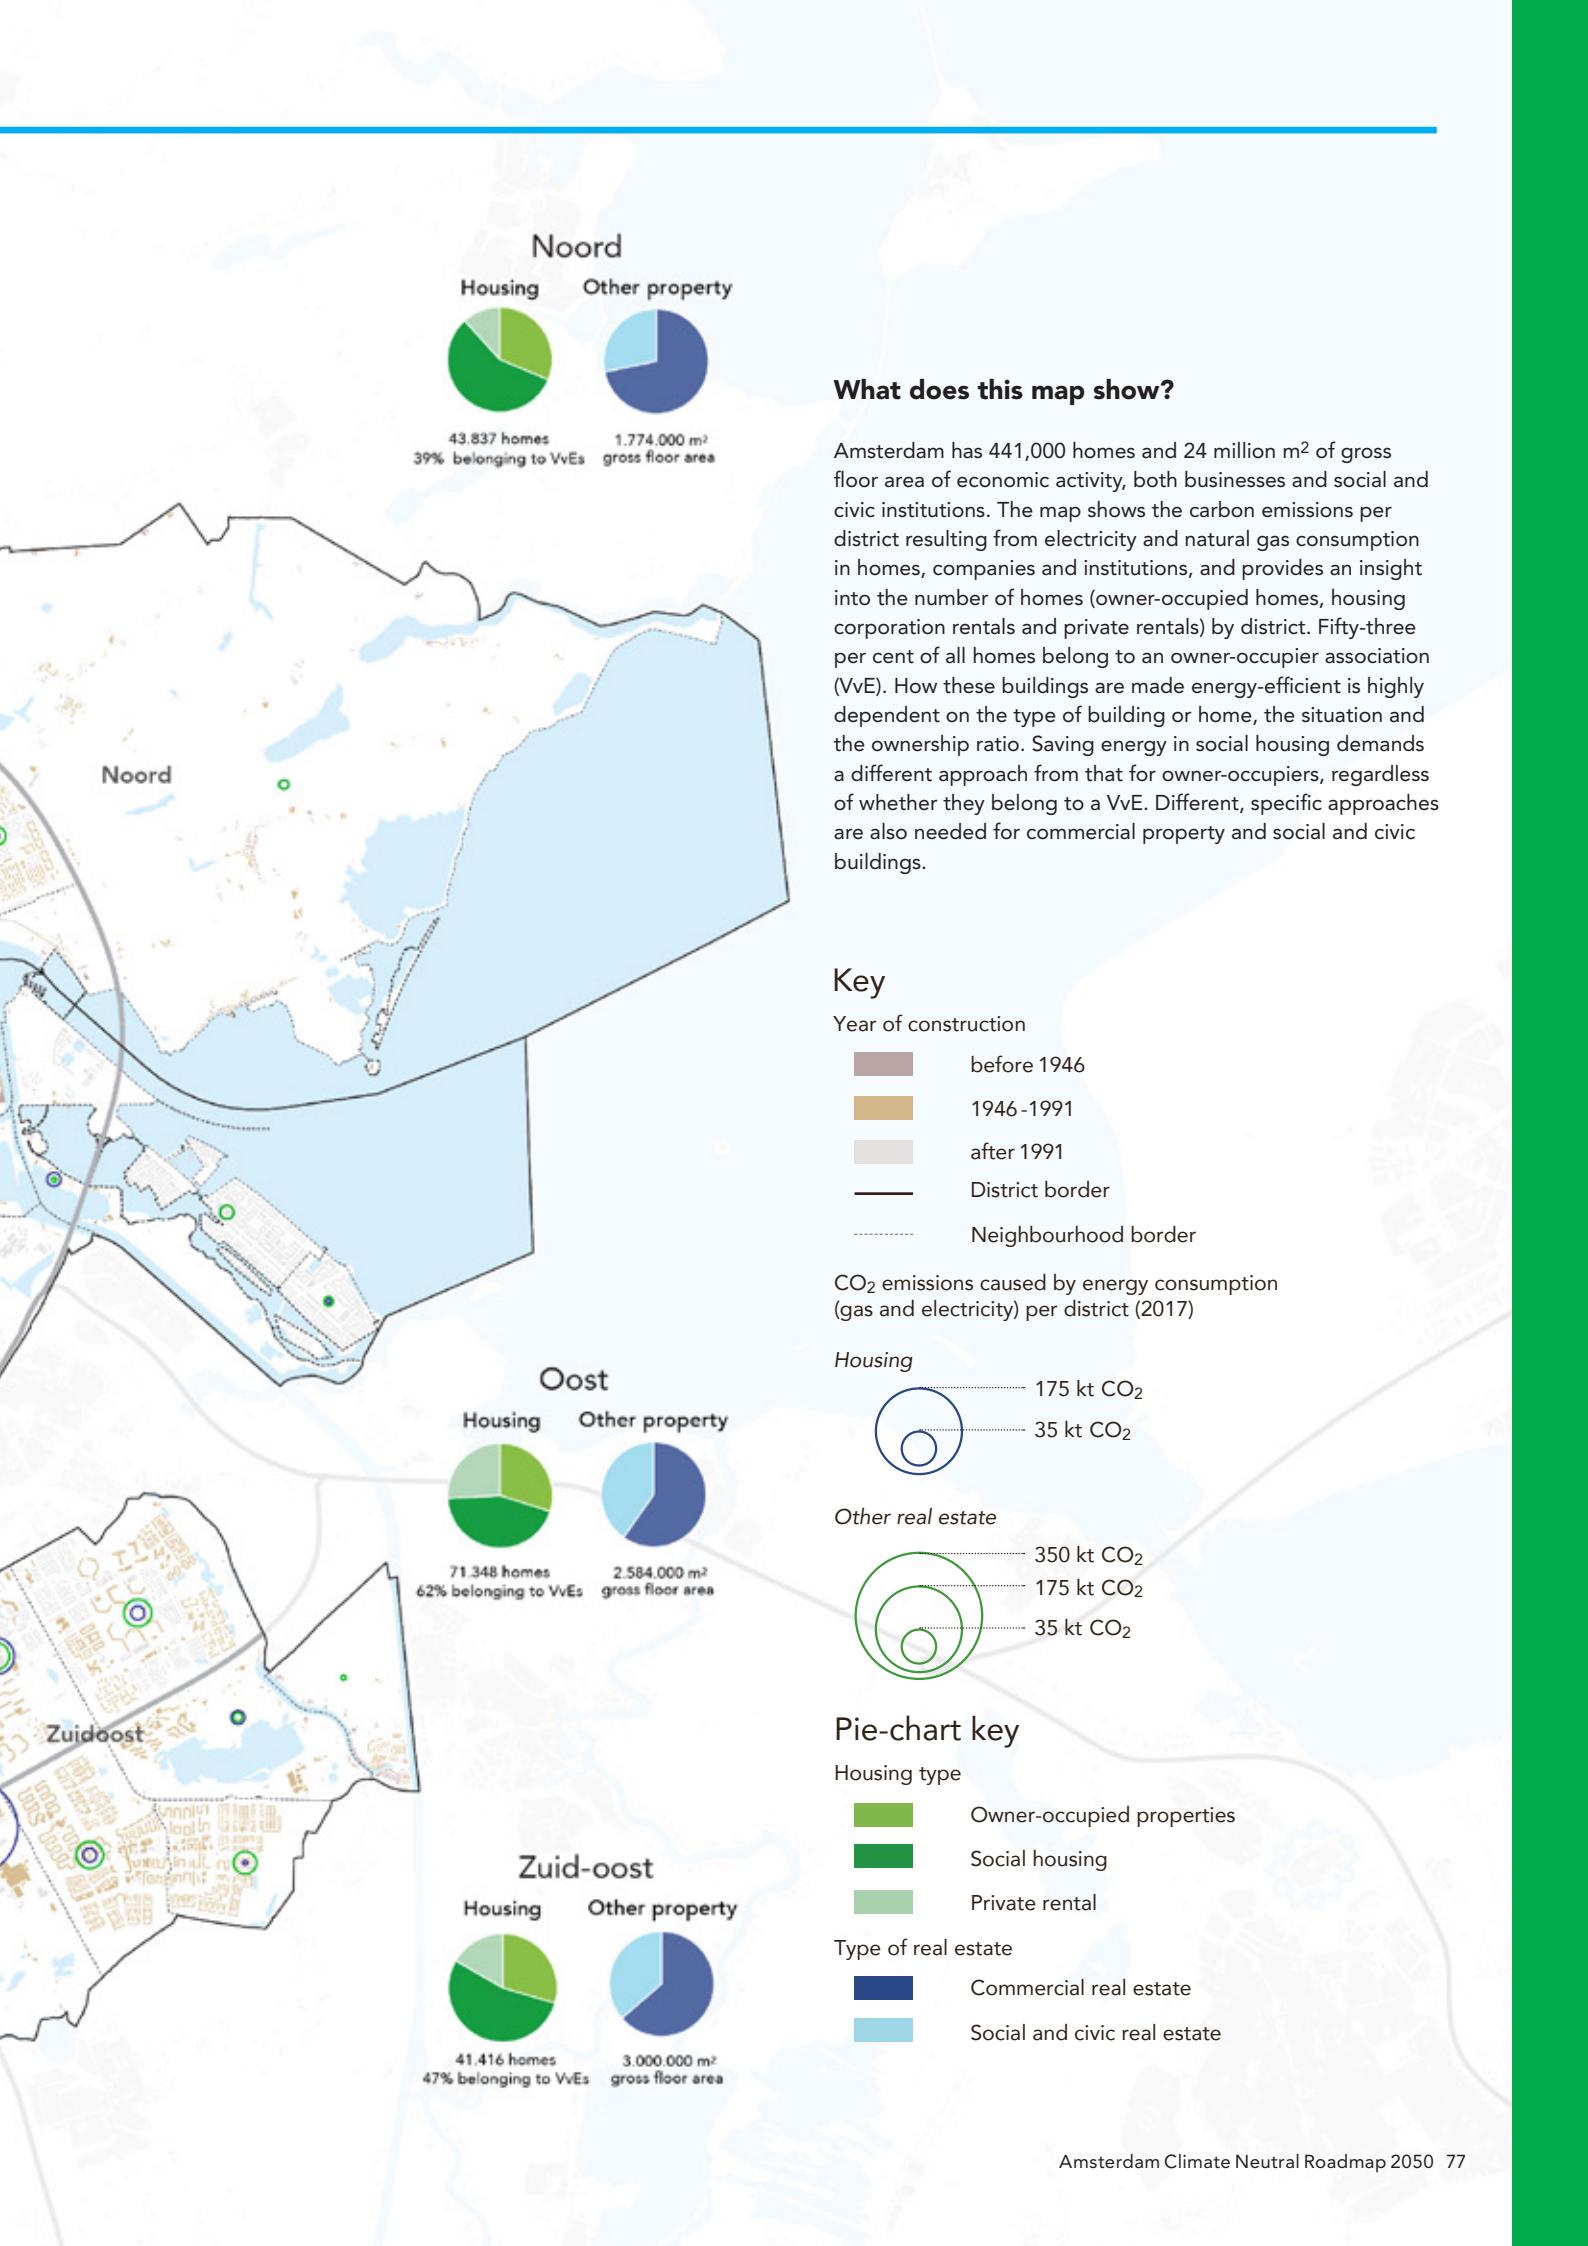 Noord
Housing
Other property
43.837 homes
39% belonging to VvEs
1.774.000 m²
gross floor area
What does this map show?
Amsterdam has 441,000 homes and 24 million m2 of gross
floor area of economic activity, both businesses and social and
civic institutions. The map shows the carbon emissions per
district resulting from electricity and natural gas consumption
in homes, companies and institutions, and provides an insight
into the number of homes (owner-occupied homes, housing
corporation rentals and private rentals) by district. Fifty-three
per cent of all homes belong to an owner-occupier association
(VvE). How these buildings are made energy-efficient is highly
dependent on the type of building or home, the situation and
the ownership ratio. Saving energy in social housing demands
a different approach from that for owner-occupiers, regardless
of whether they belong to a VvE. Different, specific approaches
are also needed for commercial property and social and civic
buildings.
Noord
Key
Year of construction
before 1946
1946-1991
after 1991
District border
Neighbourhood border
CO2 emissions caused by energy consumption
(gas and electricity) per district (2017)
Housing
175 kt CO2
35 kt CO2
Other real estate
350 kt CO2
175 kt CO2
35 kt CO2
Oost
Housing
Other property
71.348 homes
62% belonging to VvEs
2.584.000 m²
gross floor area
Zuidoost
Pie-chart key
Housing type
Owner-occupied properties
Social housing
Private rental
Type of real estate
Commercial real estate
Social and civic real estate
Zuid-oost
Housing
Other property
41.416 homes
47% belonging to VvEs
3.000.000 m²
gross floor area
Amsterdam Climate Neutral Roadmap 2050 77